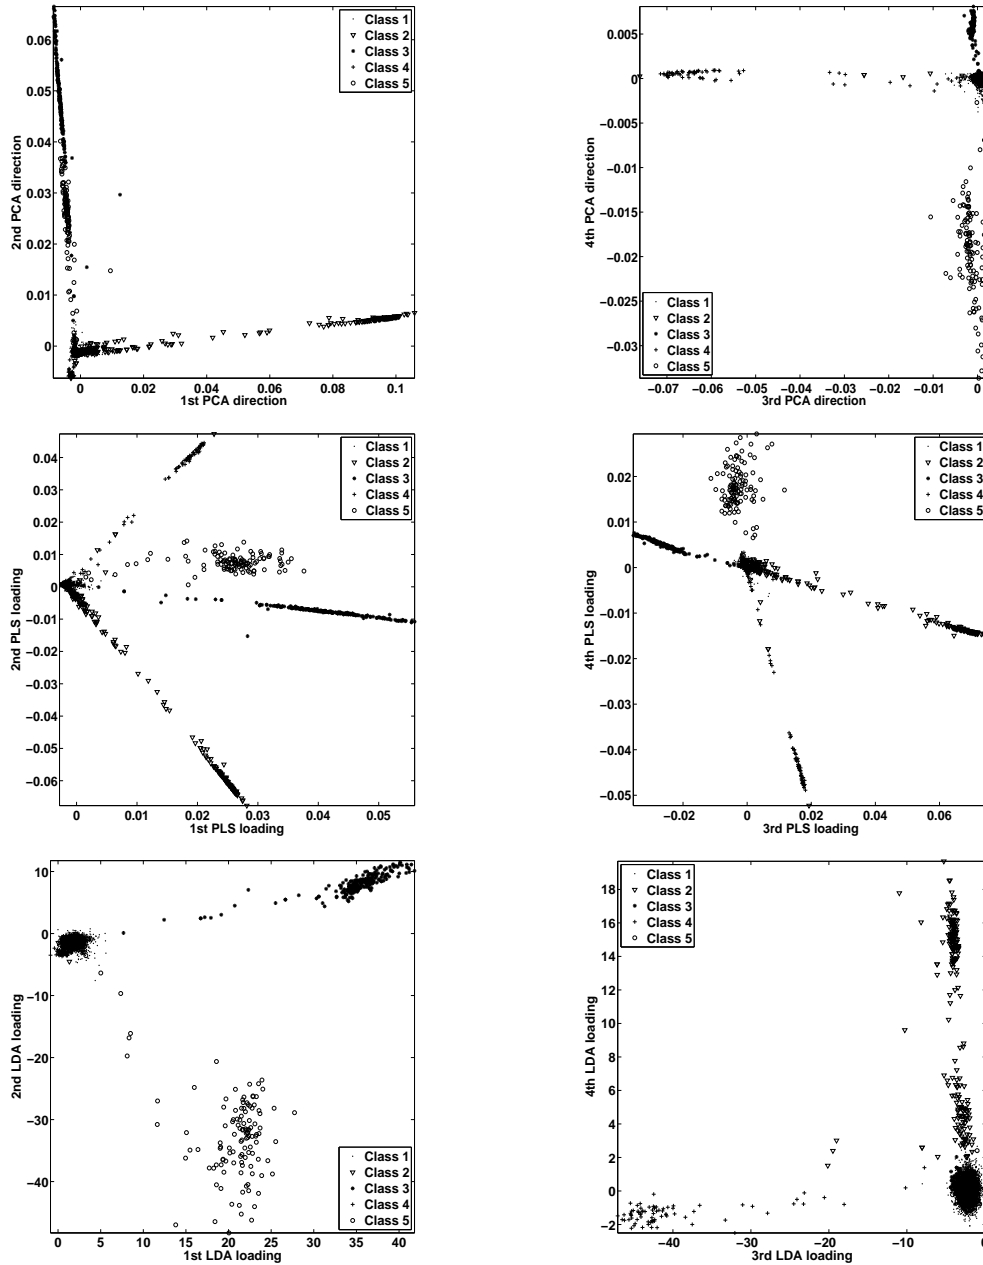 Class 1
Class 2
Class 3
Class 4
Class 5
0.06
0.05
0.04
0.03
0.02
0.01
0
2nd PCA direction
0 0.02 0.04 0.06 0.08 0.1
1st PCA direction
0.005
0
−0.005
−0.01
−0.015
−0.02
−0.025
−0.03
4th PCA direction
Class 1
Class 2
Class 3
Class 4
Class 5
−0.07 −0.06 −0.05 −0.04 −0.03 −0.02 −0.01 0
3rd PCA direction
Class 1
Class 2
Class 3
Class 4
Class 5
0.04
0.03
0.02
0.01
0
−0.01
−0.02
−0.03
−0.04
−0.05
−0.06
2nd PLS loading
0 0.01 0.02 0.03 0.04 0.05
1st PLS loading
Class 1
Class 2
Class 3
Class 4
Class 5
0.02
0.01
0
−0.01
−0.02
−0.03
−0.04
−0.05
4th PLS loading
−0.02 0 0.02 0.04 0.06
3rd PLS loading
10
0
−10
−20
−30
−40
2nd LDA loading
Class 1
Class 2
Class 3
Class 4
Class 5
0 5 10 15 20 25 30 35 40
1st LDA loading
Class 1
Class 2
Class 3
Class 4
Class 5
18
16
14
12
10
8
6
4
2
0
−2
4th LDA loading
−40 −30 −20 −10 0
3rd LDA loading